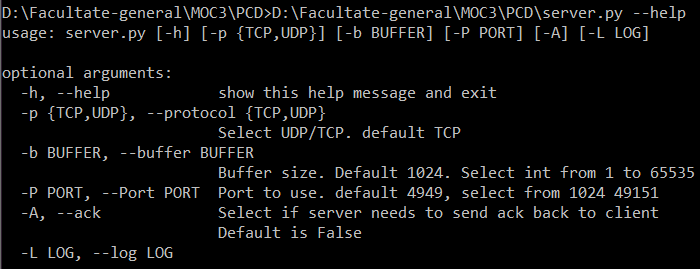 D:\Facultate-general\MOC3\PCD>D:\Facultate-general\MOC3\PCD\server.py --help
usage: server.py [-h] [-p {TCP,UDP}] [-b BUFFER] [-P PORT] [-A] [-L LOG]
optional arguments:
-h, --help show this help message and exit
-p {TCP,UDP}, --protocol {TCP,UDP}
Select UDP/TCP. default TCP
-b BUFFER, --buffer BUFFER
Buffer size. Default 1024. Select int from 1 to 65535
-P PORT, --Port PORT Port to use. default 4949, select from 1024 49151
-A, --ack Select if server needs to send ack back to client
Default is False
-L LOG, --log LOG